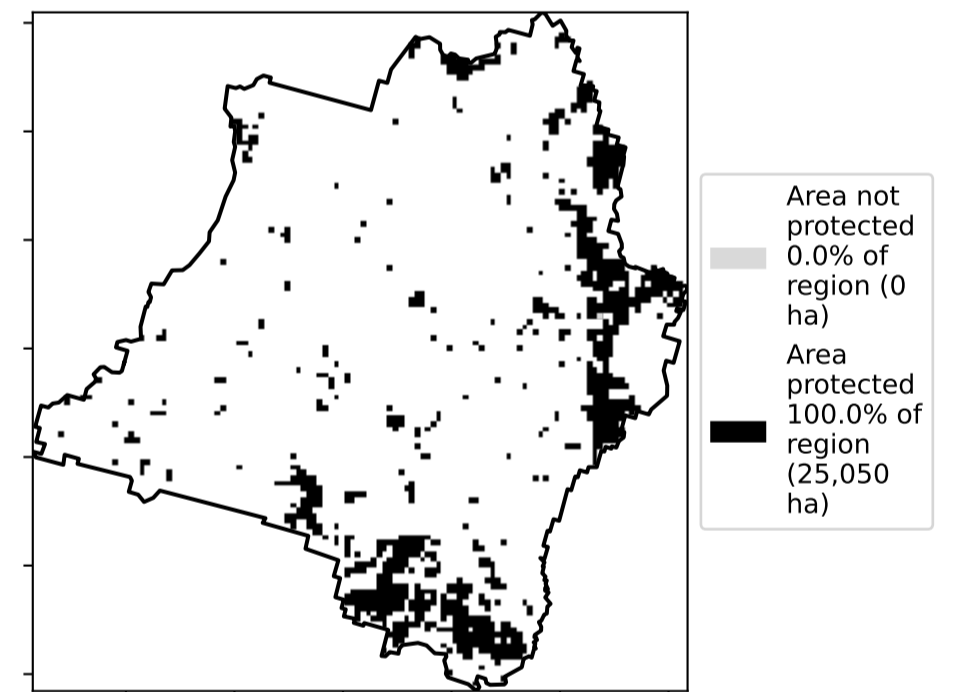 Area not
protected
0.0% of
region (0
ha)
Area
protected
100.0% of
region
(25,050
ha)